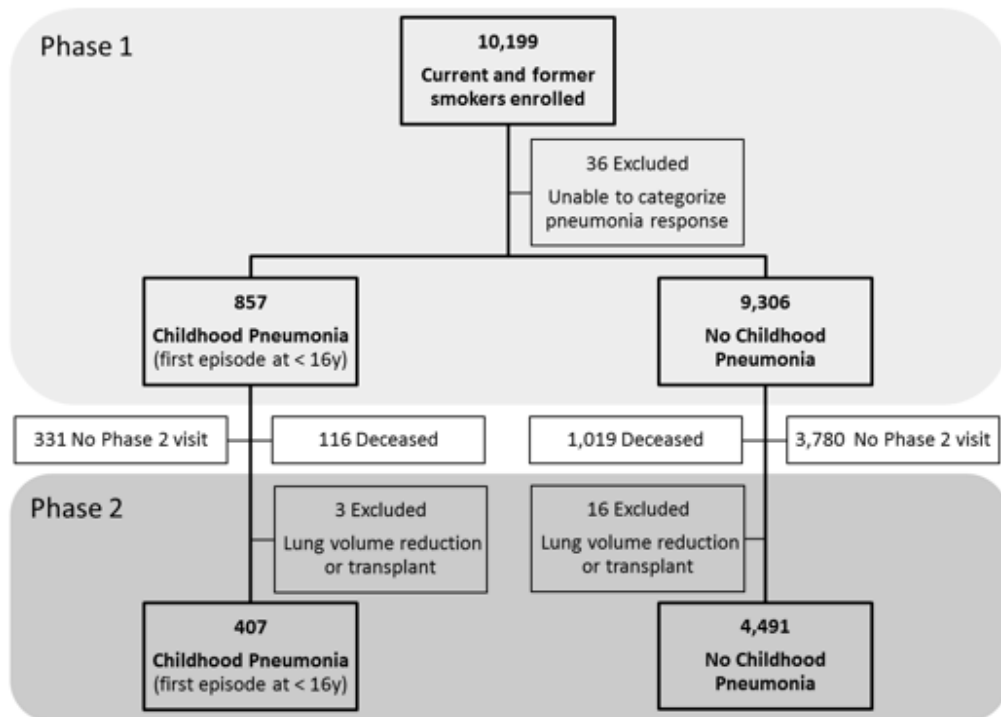 Phase 1
10,199
Current and former
smokers enrolled
36 Excluded
Unable to categorize
pneumonia response
857
Childhood Pneumonia
(first episode at < 16y)
9,306
No Childhood
Pneumonia
331 No Phase 2 visit
116 Deceased
1,019 Deceased
3,780 No Phase 2 visit
Phase 2
3 Excluded
Lung volume reduction
or transplant
16 Excluded
Lung volume reduction
or transplant
407
Childhood Pneumonia
(first episode at < 16y)
4,491
No Childhood
Pneumonia